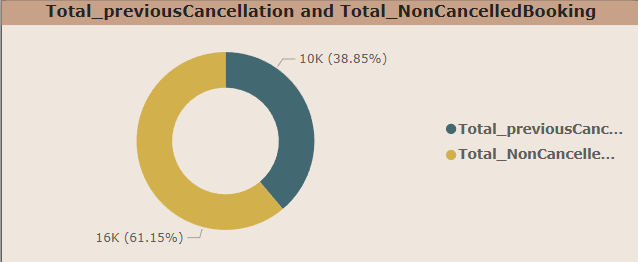 Total_previousCancellation and Total_NonCancelledBooking
10K (38.85%)
Total_previousCanc...
Total_NonCancelle...
16K (61.15%)